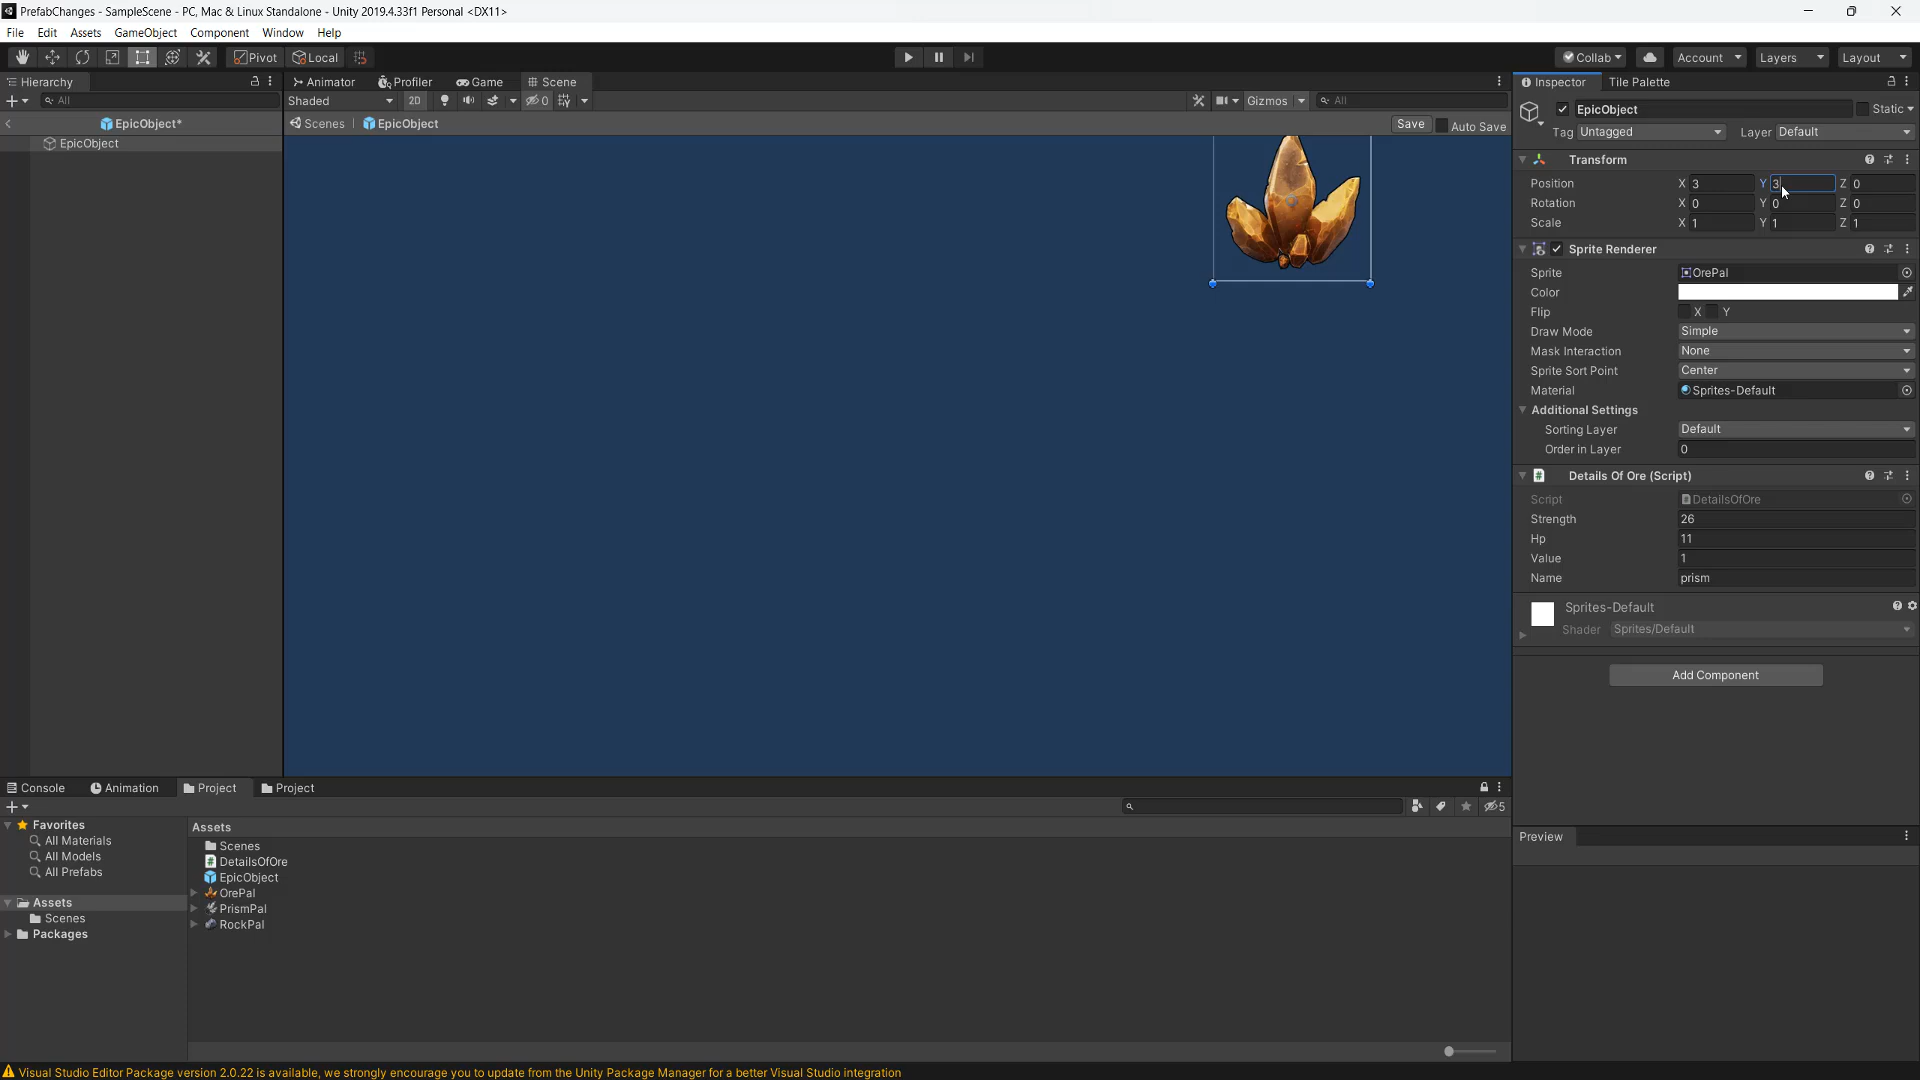 PrefabChanges - SampleScene - PC, Mac & Linux Standalone - Unity 2019.4.33f1 Personal <DX11>
File Edit Assets GameObject Component Window Help
Pivot Local Collab Account Layers Layout
Hierarchy Animator Profiler Game Scene Inspector Tile Palette
All Shaded 2D 0 Gizmos All
EpicObject* Scenes EpicObject Save Auto Save
EpicObject
EpicObject Static
Tag Untagged Layer Default
Transform
Position X 3 Y 3 Z 0
Rotation X 0 Y 0 Z 0
Scale X 1 Y 1 Z 1
Sprite Renderer
Sprite OrePal
Color
Flip X Y
Draw Mode Simple
Mask Interaction None
Sprite Sort Point Center
Material Sprites-Default
Additional Settings
Sorting Layer Default
Order in Layer 0
Details Of Ore (Script)
Script DetailsOfOre
Strength 26
Hp 11
Value 1
Name prism
Sprites-Default
Shader Sprites/Default
Add Component
Preview
Console Animation Project Project
5
Favorites
All Materials
All Models
All Prefabs
Assets
Scenes
Packages
Assets
Scenes
DetailsOfOre
EpicObject
OrePal
PrismPal
RockPal
Visual Studio Editor Package version 2.0.22 is available, we strongly encourage you to update from the Unity Package Manager for a better Visual Studio integration